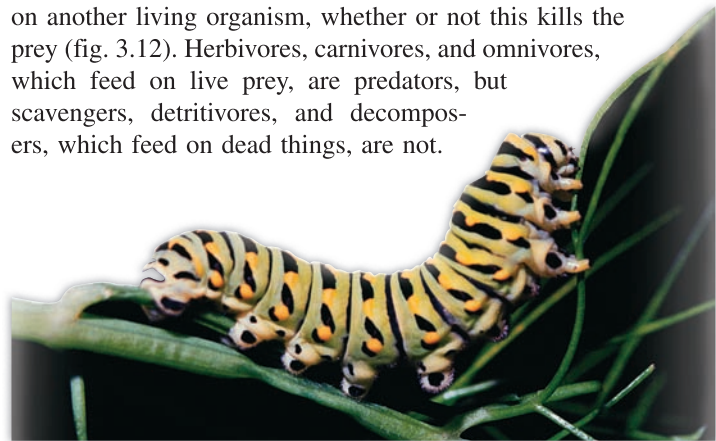 on another living organism, whether or not this kills the
prey (fig. 3.12). Herbivores, carnivores, and omnivores,
which feed on live prey, are predators, but
scavengers, detritivores, and decompos-
ers, which feed on dead things, are not.